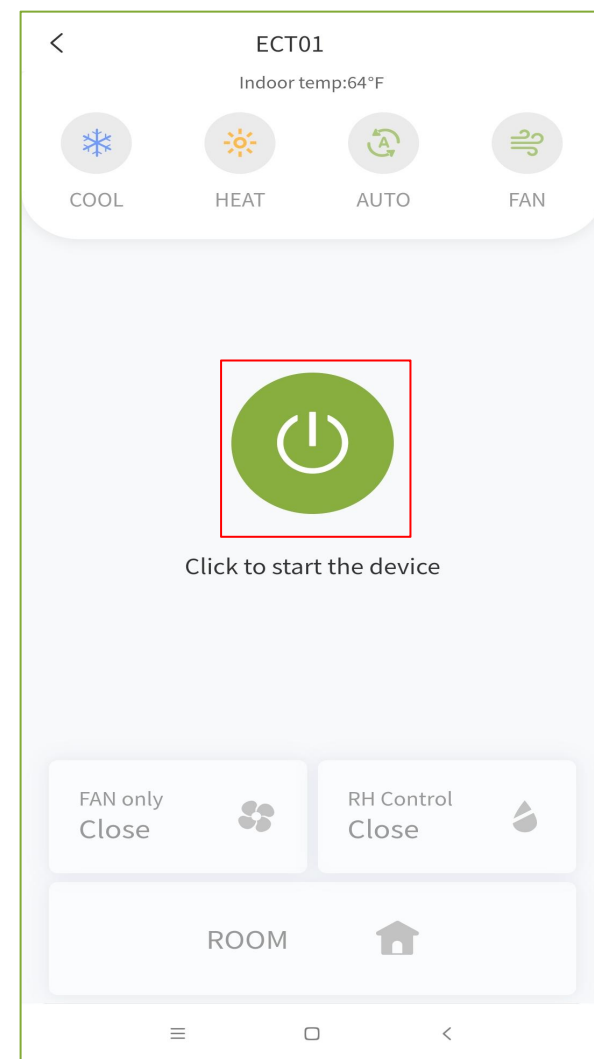 ECT01
Indoor temp:64°F
A
COOL HEAT AUTO FAN
Click to start the device
FAN only
Close
RH Control
Close
ROOM